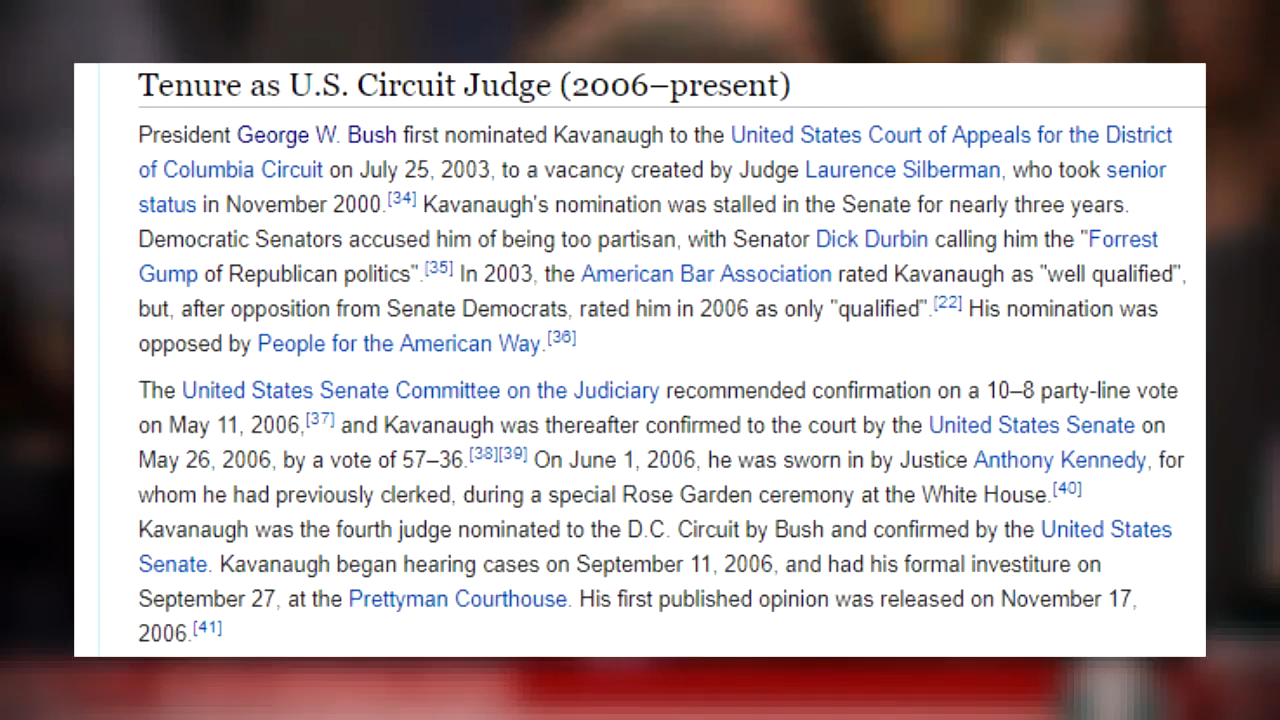 Tenure as U.S. Circuit Judge (2006–present)
President George W. Bush first nominated Kavanaugh to the United States Court of Appeals for the District
of Columbia Circuit on July 25, 2003, to a vacancy created by Judge Laurence Silberman, who took senior
status in November 2000.[34] Kavanaugh's nomination was stalled in the Senate for nearly three years.
Democratic Senators accused him of being too partisan, with Senator Dick Durbin calling him the "Forrest
Gump of Republican politics".[35] In 2003, the American Bar Association rated Kavanaugh as "well qualified",
but, after opposition from Senate Democrats, rated him in 2006 as only "qualified".[22] His nomination was
opposed by People for the American Way.[36]
The United States Senate Committee on the Judiciary recommended confirmation on a 10–8 party-line vote
on May 11, 2006,[37] and Kavanaugh was thereafter confirmed to the court by the United States Senate on
May 26, 2006, by a vote of 57–36.[38][39] On June 1, 2006, he was sworn in by Justice Anthony Kennedy, for
whom he had previously clerked, during a special Rose Garden ceremony at the White House.[40]
Kavanaugh was the fourth judge nominated to the D.C. Circuit by Bush and confirmed by the United States
Senate. Kavanaugh began hearing cases on September 11, 2006, and had his formal investiture on
September 27, at the Prettyman Courthouse. His first published opinion was released on November 17,
2006.[41]